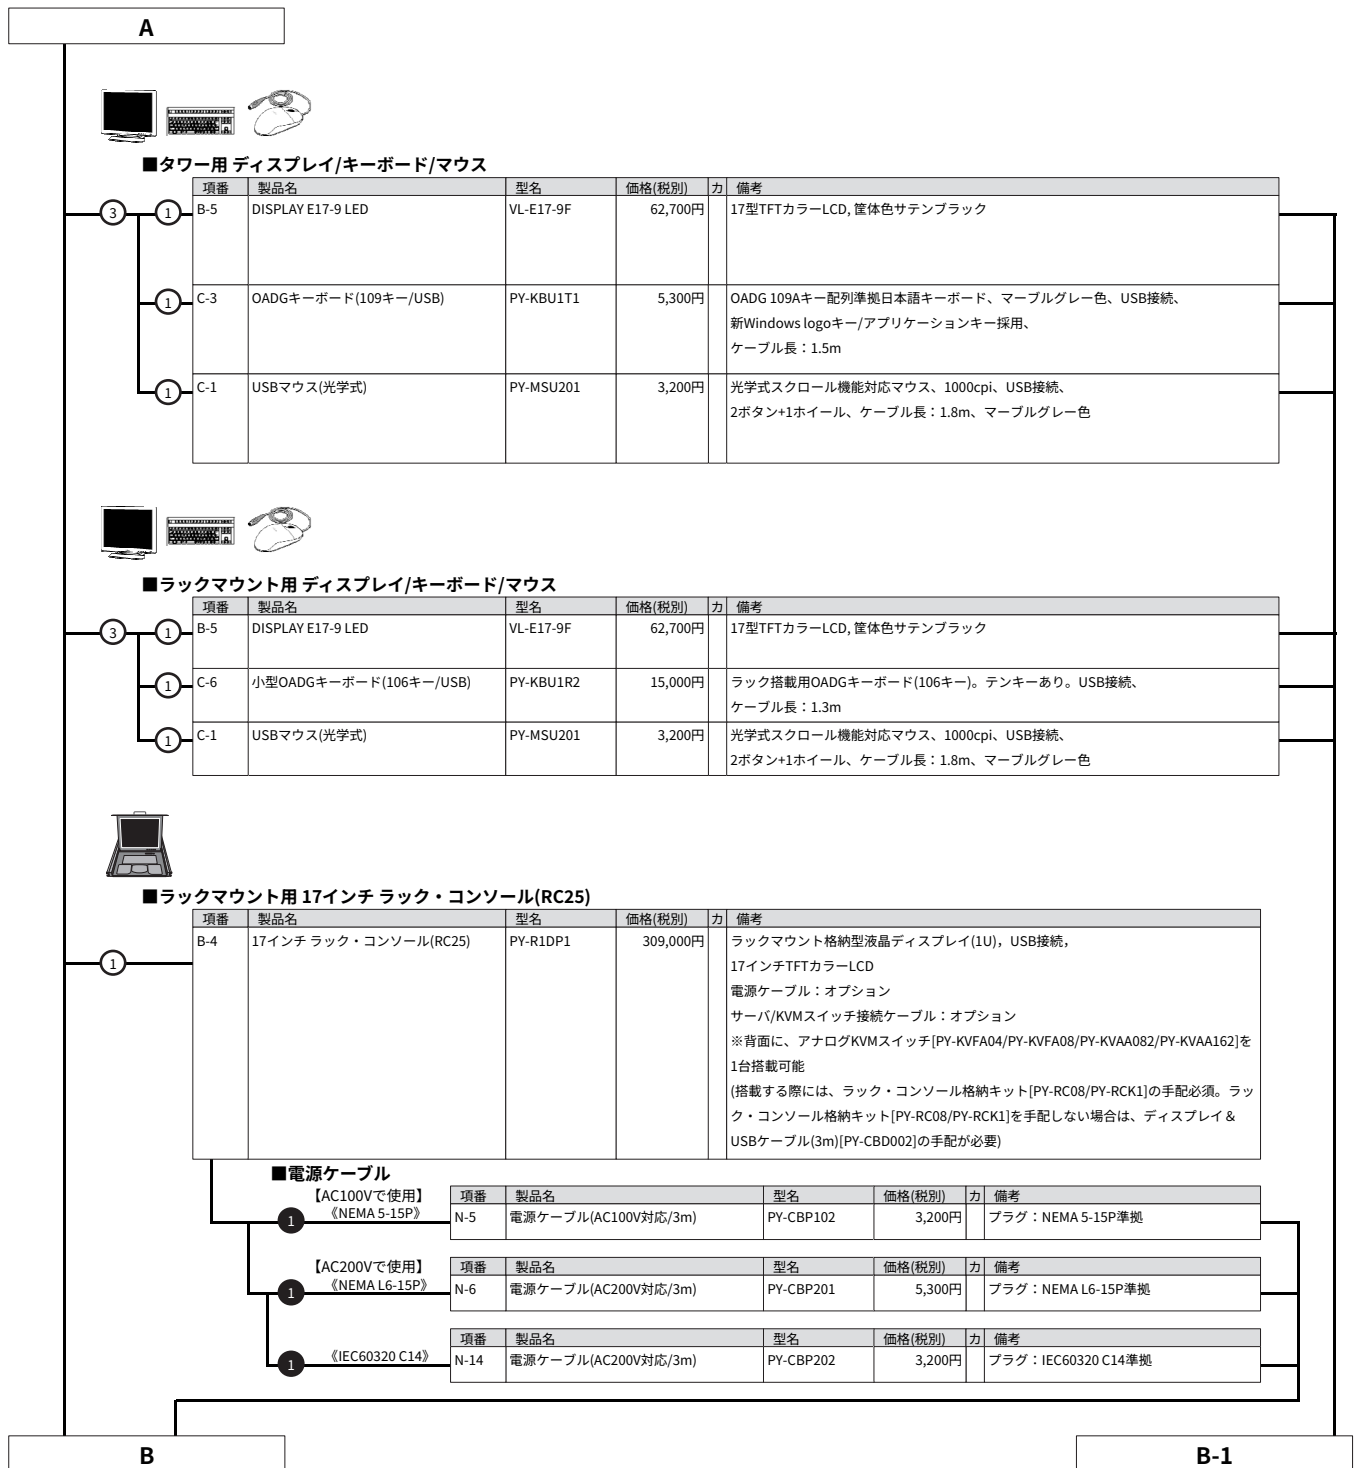 A
■タワー用 ディスプレイ/キーボード/マウス
項番 製品名 型名 価格(税別) カ 備考
3 1 B-5 DISPLAY E17-9 LED VL-E17-9F 62,700円 17型TFTカラーLCD, 筐体色サテンブラック
1 C-3 OADGキーボード(109キー/USB) PY-KBU1T1 5,300円 OADG 109Aキー配列準拠日本語キーボード、マーブルグレー色、USB接続、
新Windows logoキー/アプリケーションキー採用、
ケーブル長：1.5m
1 C-1 USBマウス(光学式) PY-MSU201 3,200円 光学式スクロール機能対応マウス、1000cpi、USB接続、
2ボタン+1ホイール、ケーブル長：1.8m、マーブルグレー色
■ラックマウント用 ディスプレイ/キーボード/マウス
項番 製品名 型名 価格(税別) カ 備考
3 1 B-5 DISPLAY E17-9 LED VL-E17-9F 62,700円 17型TFTカラーLCD, 筐体色サテンブラック
1 C-6 小型OADGキーボード(106キー/USB) PY-KBU1R2 15,000円 ラック搭載用OADGキーボード(106キー)。テンキーあり。USB接続、
ケーブル長：1.3m
1 C-1 USBマウス(光学式) PY-MSU201 3,200円 光学式スクロール機能対応マウス、1000cpi、USB接続、
2ボタン+1ホイール、ケーブル長：1.8m、マーブルグレー色
■ラックマウント用 17インチ ラック・コンソール(RC25)
項番 製品名 型名 価格(税別) カ 備考
1 B-4 17インチ ラック・コンソール(RC25) PY-R1DP1 309,000円 ラックマウント格納型液晶ディスプレイ(1U)，USB接続，
17インチTFTカラーLCD
電源ケーブル：オプション
サーバ/KVMスイッチ接続ケーブル：オプション
※背面に、アナログKVMスイッチ[PY-KVFA04/PY-KVFA08/PY-KVAA082/PY-KVAA162]を
1台搭載可能
(搭載する際には、ラック・コンソール格納キット[PY-RC08/PY-RCK1]の手配必須。ラッ
ク・コンソール格納キット[PY-RC08/PY-RCK1]を手配しない場合は、ディスプレイ＆
USBケーブル(3m)[PY-CBD002]の手配が必要)
■電源ケーブル
【AC100Vで使用】 項番 製品名 型名 価格(税別) カ 備考
1 《NEMA 5-15P》 N-5 電源ケーブル(AC100V対応/3m) PY-CBP102 3,200円 プラグ：NEMA 5-15P準拠
【AC200Vで使用】 項番 製品名 型名 価格(税別) カ 備考
1 《NEMA L6-15P》 N-6 電源ケーブル(AC200V対応/3m) PY-CBP201 5,300円 プラグ：NEMA L6-15P準拠
項番 製品名 型名 価格(税別) カ 備考
1 《IEC60320 C14》 N-14 電源ケーブル(AC200V対応/3m) PY-CBP202 3,200円 プラグ：IEC60320 C14準拠
B B-1